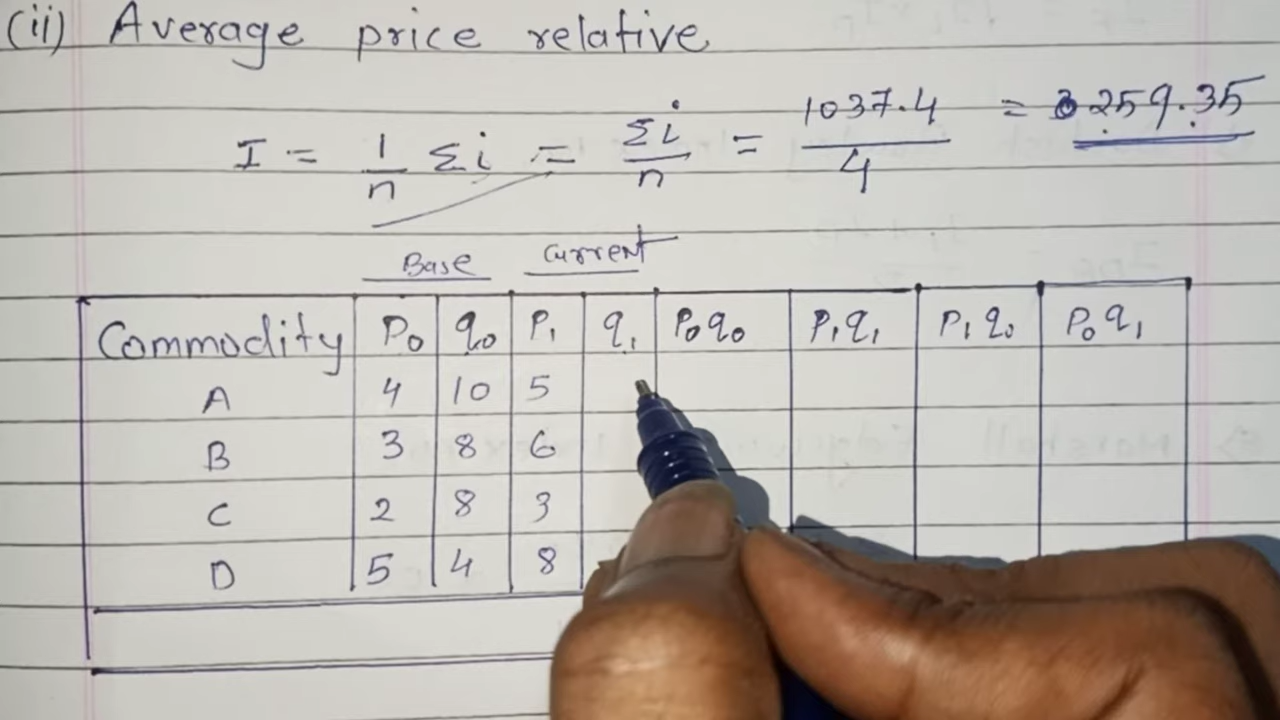 (ii) Average price relative
I = 1/n Σi = Σi/n = 1037.4/4 = 259.35
Base Current
Commodity P₀ q₀ P₁ q₁ P₀q₀ P₁q₁ P₁q₀ P₀q₁
A 4 10 5
B 3 8 6
C 2 8 3
D 5 4 8